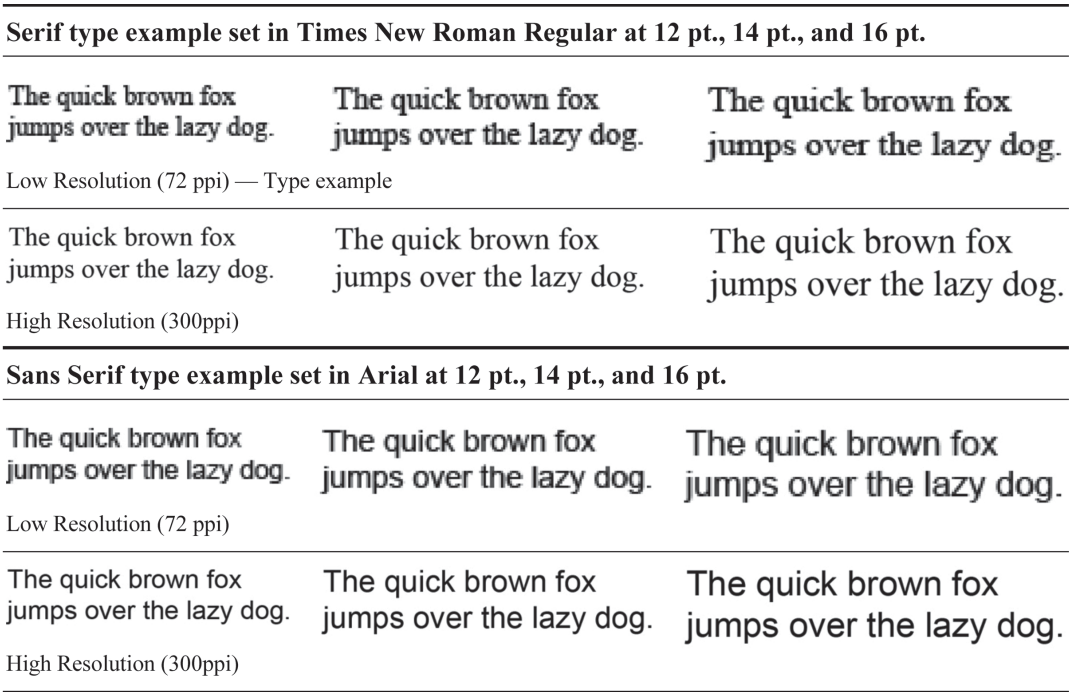 Serif type example set in Times New Roman Regular at 12 pt., 14 pt., and 16 pt.
The quick brown fox
jumps over the lazy dog.
The quick brown fox
jumps over the lazy dog.
The quick brown fox
jumps over the lazy dog.
Low Resolution (72 ppi) — Type example
The quick brown fox
jumps over the lazy dog.
The quick brown fox
jumps over the lazy dog.
The quick brown fox
jumps over the lazy dog.
High Resolution (300ppi)
Sans Serif type example set in Arial at 12 pt., 14 pt., and 16 pt.
The quick brown fox
jumps over the lazy dog.
The quick brown fox
jumps over the lazy dog.
The quick brown fox
jumps over the lazy dog.
Low Resolution (72 ppi)
The quick brown fox
jumps over the lazy dog.
The quick brown fox
jumps over the lazy dog.
The quick brown fox
jumps over the lazy dog.
High Resolution (300ppi)